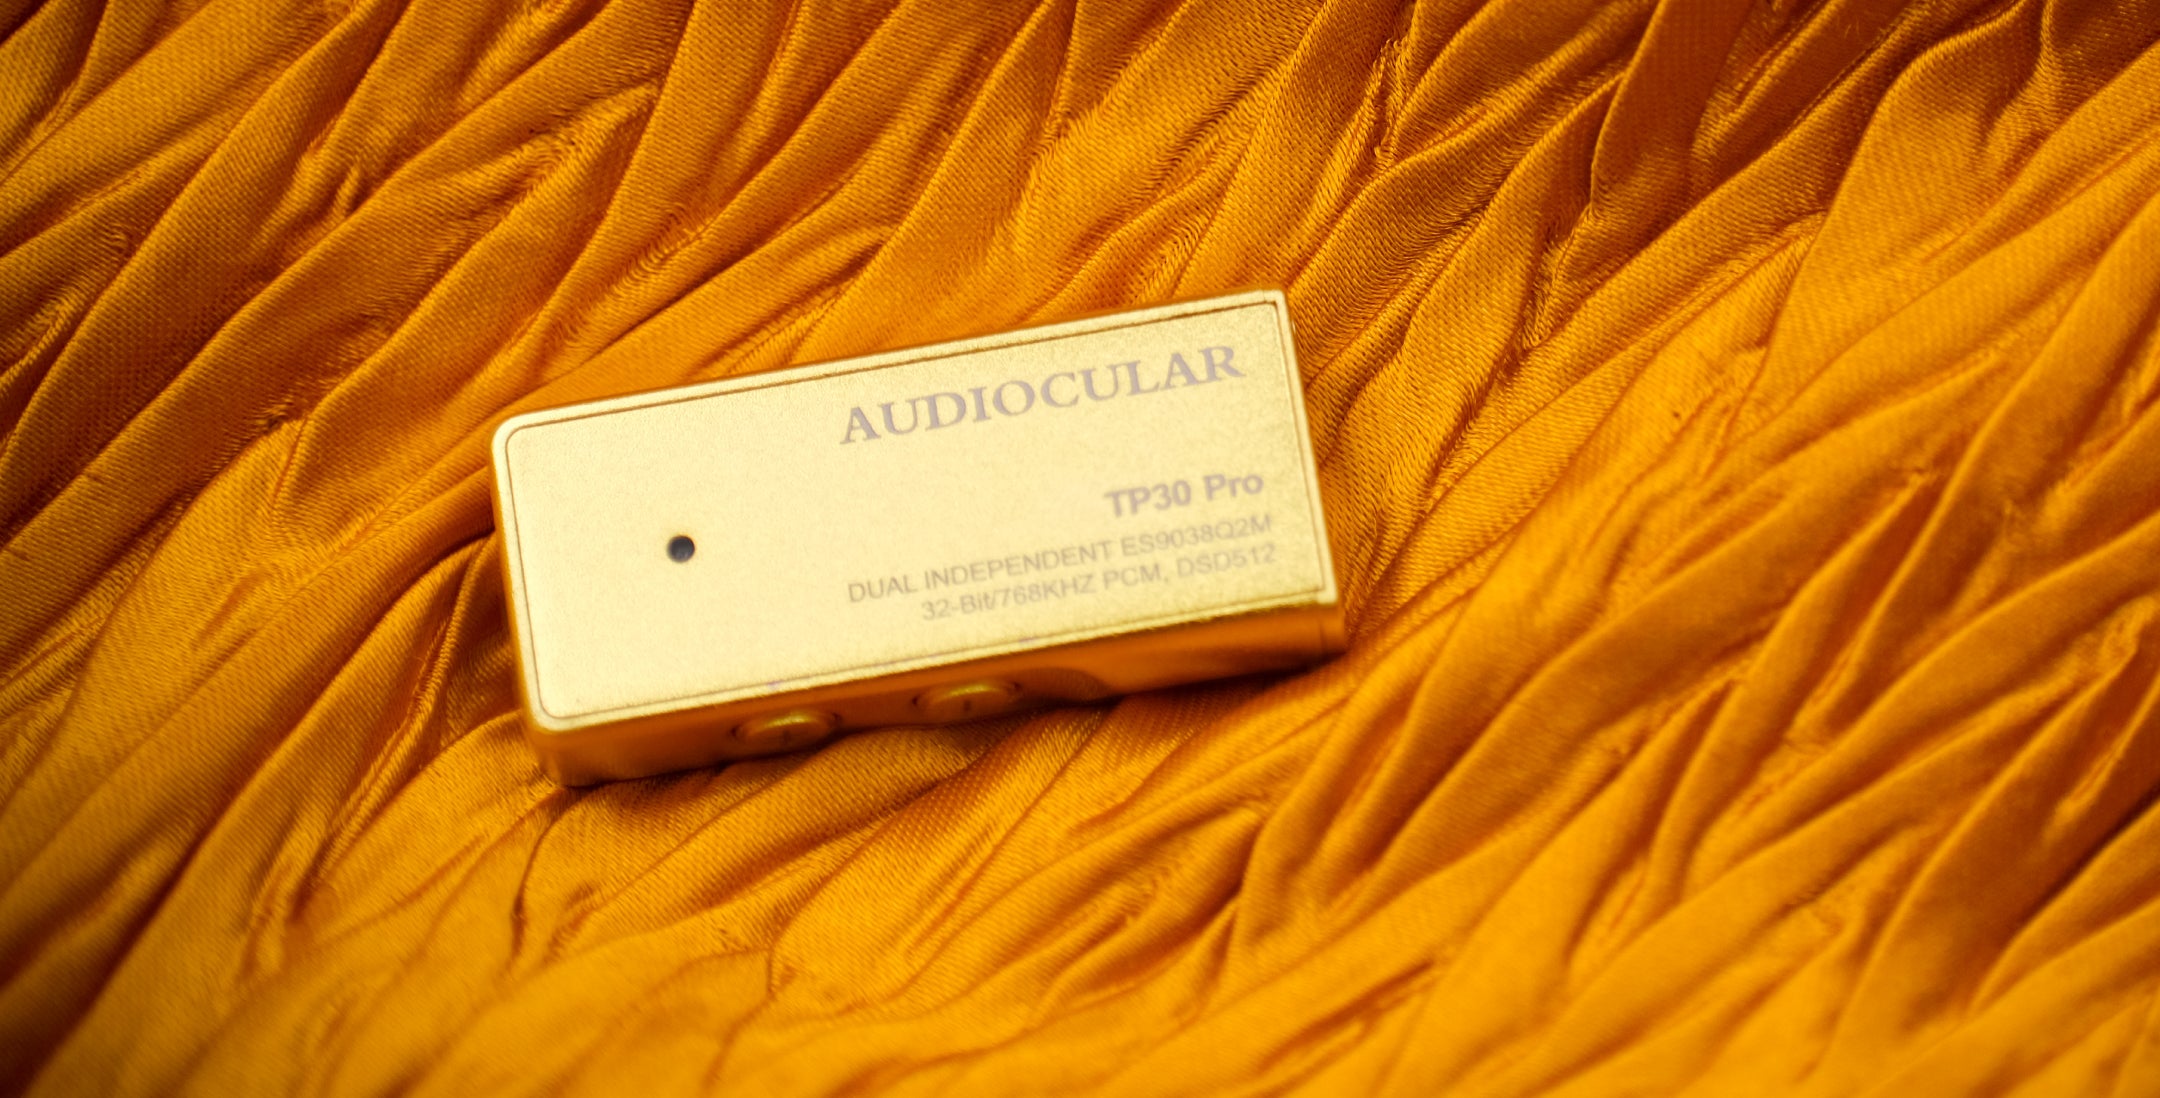 AUDIOCULAR
TP30 Pro
DUAL INDEPENDENT ES9038Q2M
32-Bit/768KHZ PCM, DSD512